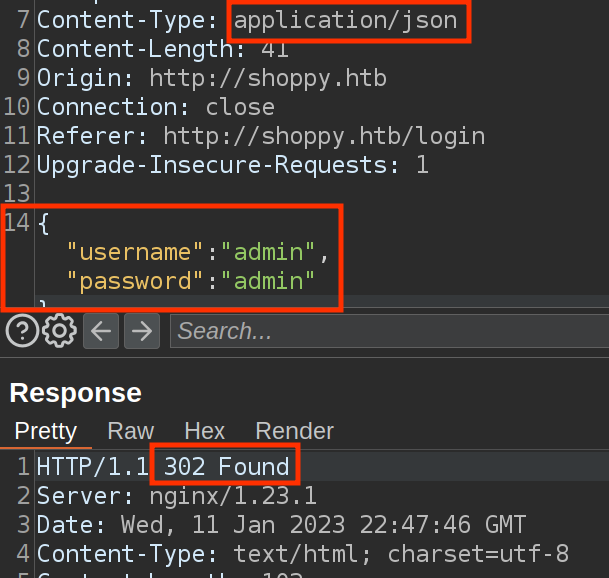 7 Content-Type: application/json
8 Content-Length: 41
9 Origin: http://shoppy.htb
10 Connection: close
11 Referer: http://shoppy.htb/login
12 Upgrade-Insecure-Requests: 1
13
14 {
"username":"admin",
"password":"admin"
}
? Search...
Response
Pretty Raw Hex Render
1 HTTP/1.1 302 Found
2 Server: nginx/1.23.1
3 Date: Wed, 11 Jan 2023 22:47:46 GMT
4 Content-Type: text/html; charset=utf-8